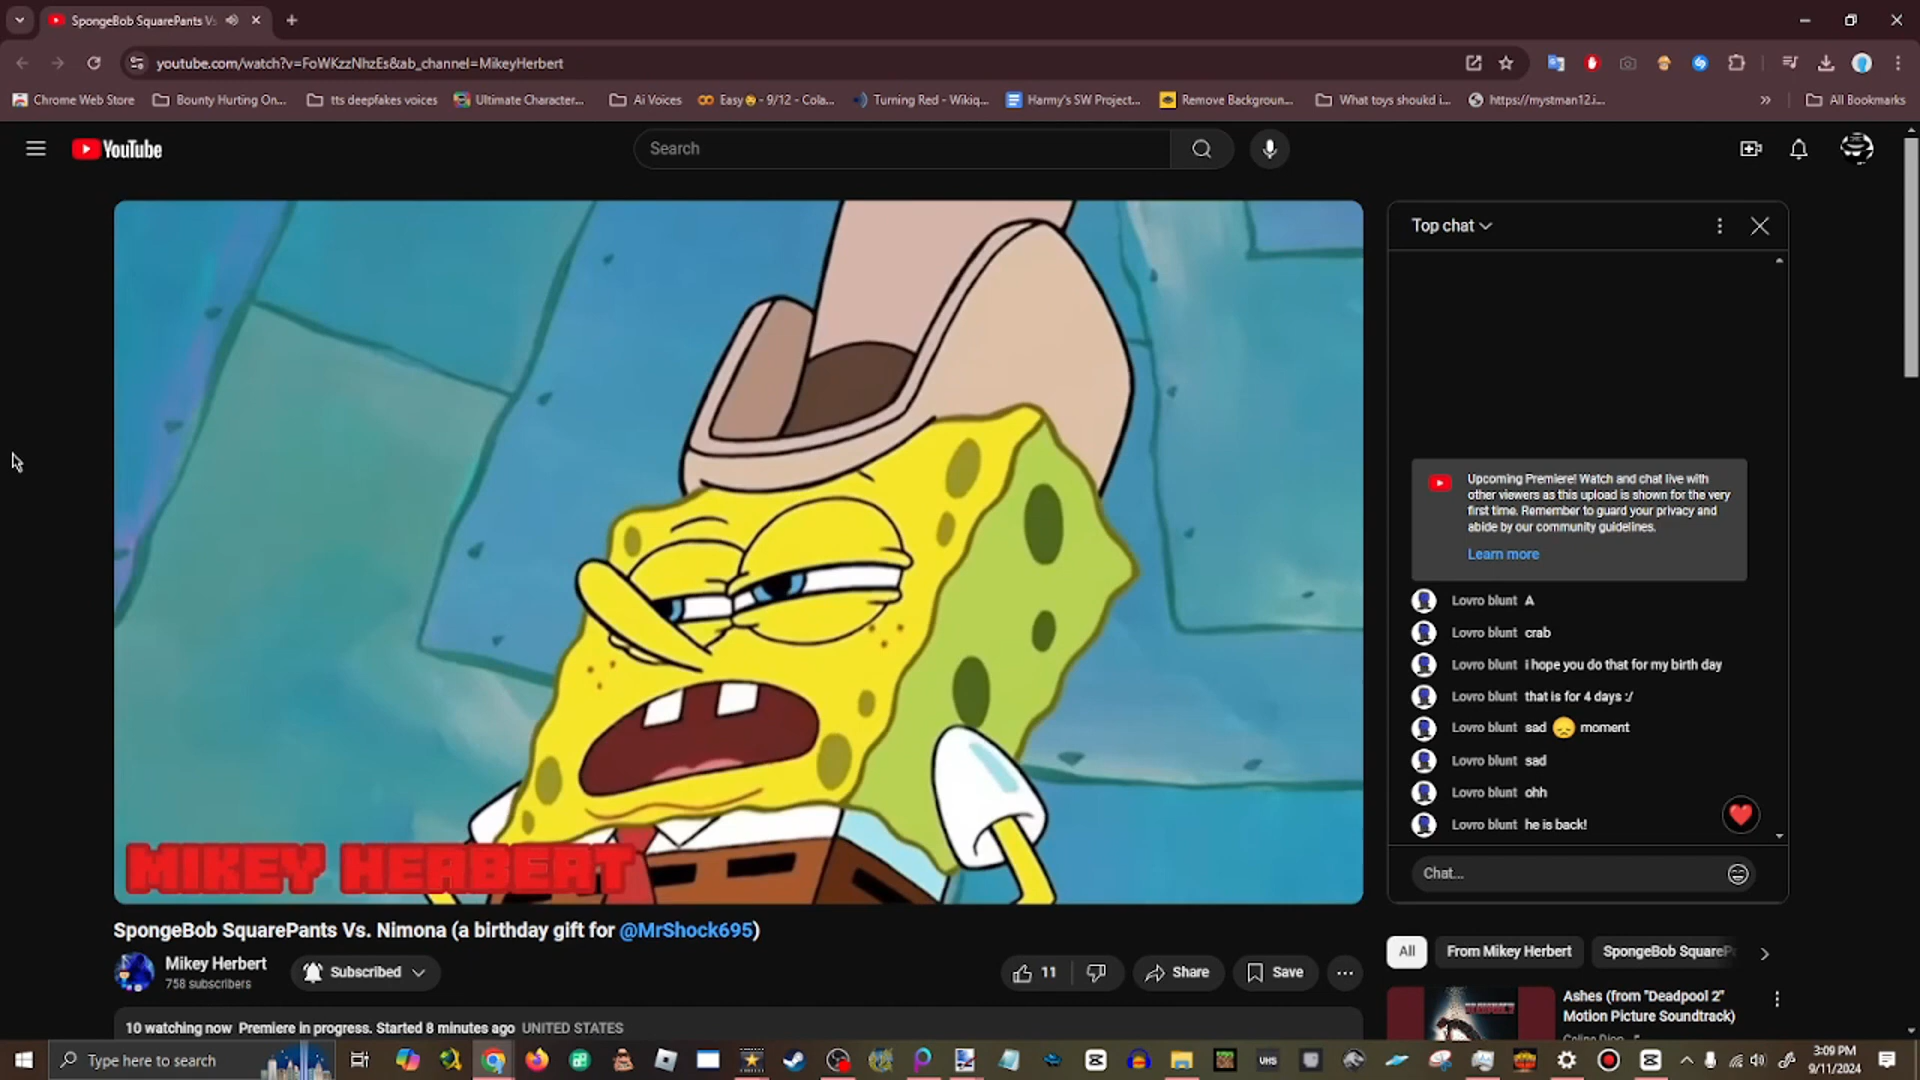 SpongeBob SquarePants Vs
youtube.com/watch?v=FoWKzzNhzEs&ab_channel=MikeyHerbert
Chrome Web Store
Bounty Hurting On...
tts deepfakes voices
Ultimate Character...
Ai Voices
Easy - 9/12 - Cola...
Turning Red - Wikiq...
Harmy's SW Project...
Remove Backgroun...
What toys shoukd i...
https://mystman12.i...
All Bookmarks
YouTube
Search
Top chat
Upcoming Premiere! Watch and chat live with
other viewers as this upload is shown for the very
first time. Remember to guard your privacy and
abide by our community guidelines.
Learn more
Lovro blunt A
Lovro blunt crab
Lovro blunt i hope you do that for my birth day
Lovro blunt that is for 4 days :/
Lovro blunt sad 😞 moment
Lovro blunt sad
Lovro blunt ohh
Lovro blunt he is back!
Chat...
MIKEY HERBERT
SpongeBob SquarePants Vs. Nimona (a birthday gift for @MrShock695)
Mikey Herbert
758 subscribers
Subscribed
11
Share
Save
10 watching now Premiere in progress. Started 8 minutes ago UNITED STATES
All
From Mikey Herbert
SpongeBob SquareP
Ashes (from "Deadpool 2"
Motion Picture Soundtrack)
Type here to search
VHS
3:09 PM
9/11/2024